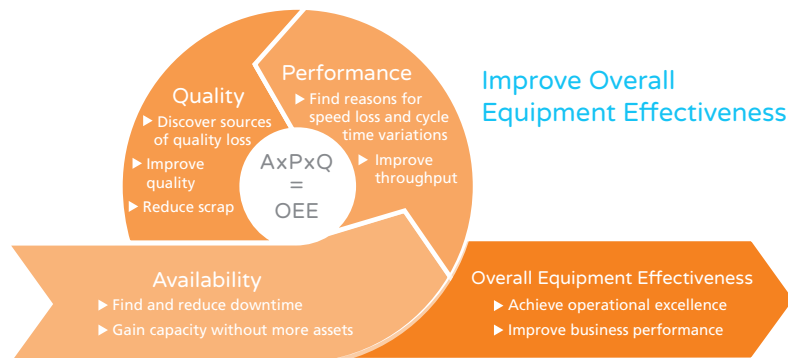 Improve Overall
Equipment Effectiveness
Quality
▶ Discover sources
of quality loss
▶ Improve
quality
▶ Reduce scrap
Performance
▶ Find reasons for
speed loss and cycle
time variations
▶ Improve
throughput
AxPxQ
=
OEE
Availability
▶ Find and reduce downtime
▶ Gain capacity without more assets
Overall Equipment Effectiveness
▶ Achieve operational excellence
▶ Improve business performance